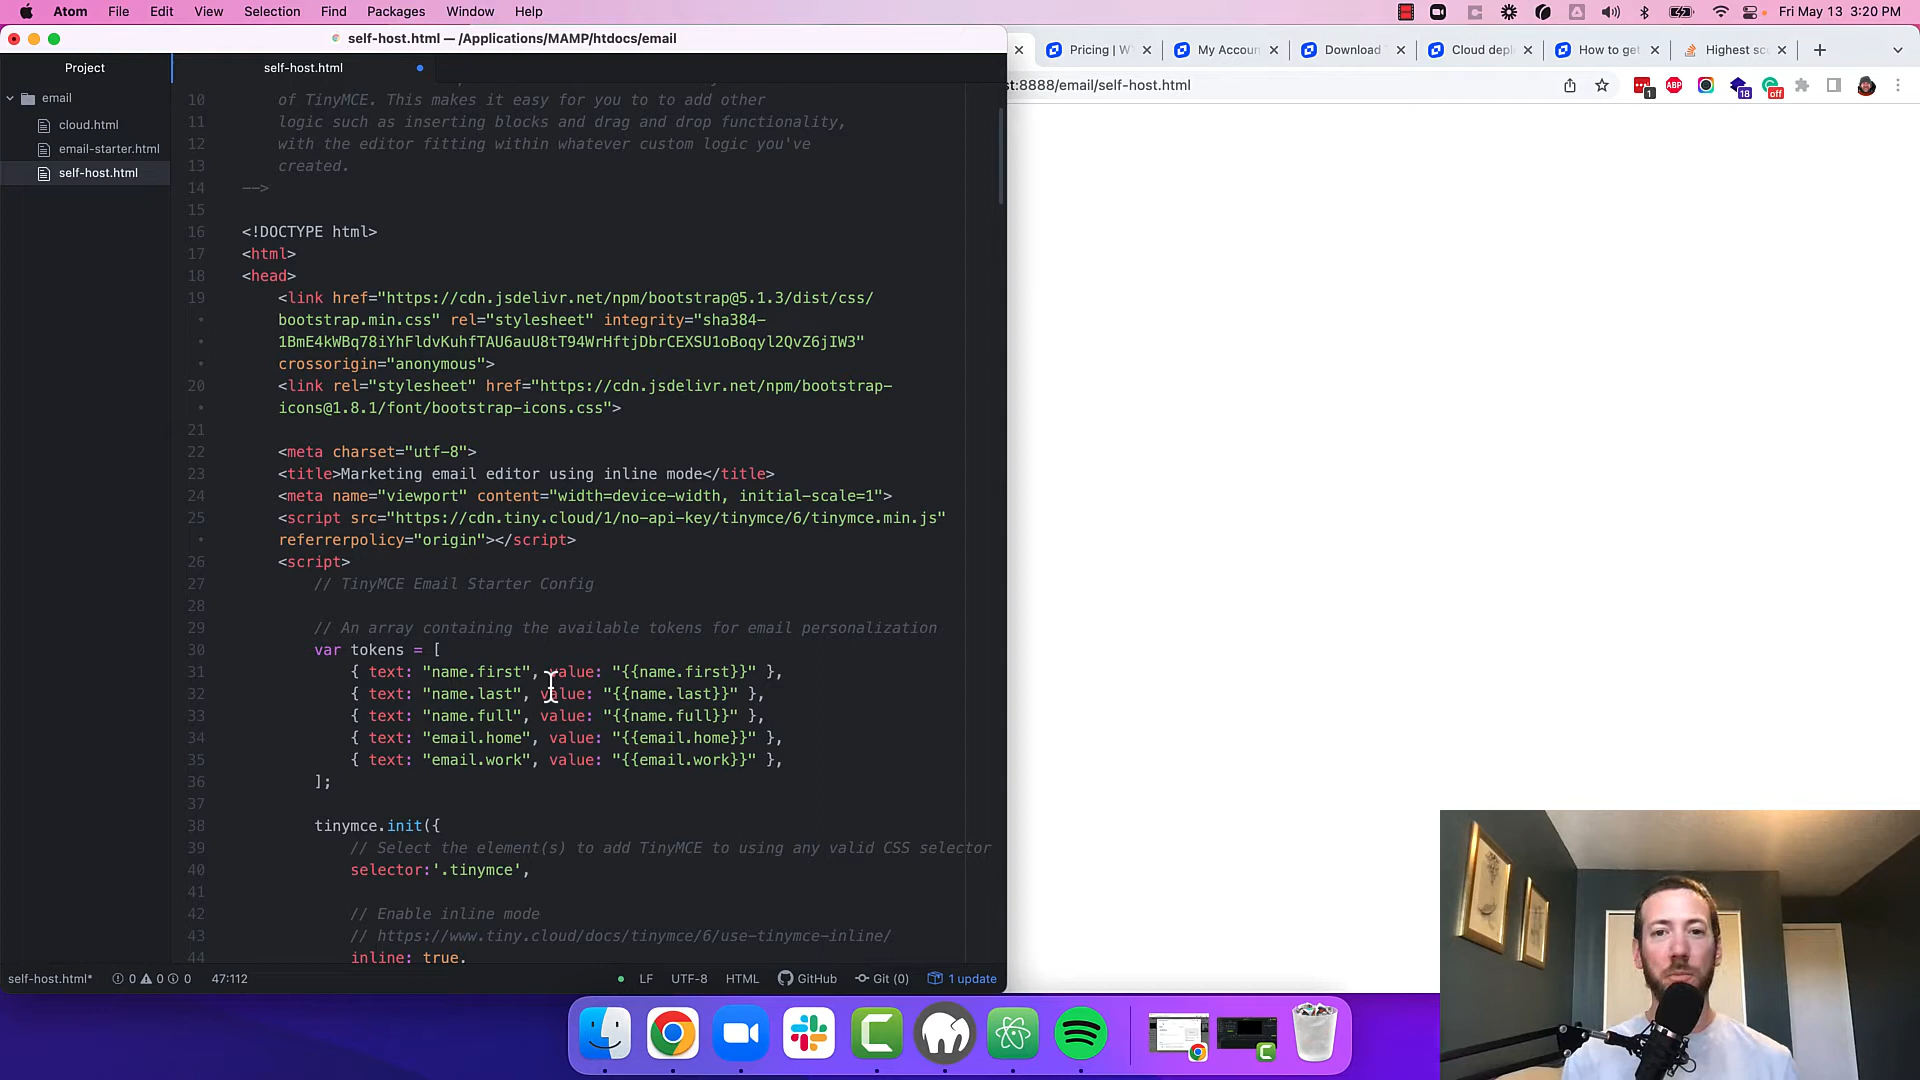 Atom File Edit View Selection Find Packages Window Help
Fri May 13 3:20 PM
self-host.html — /Applications/MAMP/htdocs/email
Pricing | W
My Accoun
Download T
Cloud depl
How to get
Highest sco
Project
self-host.html
st:8888/email/self-host.html
1
18
off
email
cloud.html
email-starter.html
self-host.html
10 of TinyMCE. This makes it easy for you to to add other
11 logic such as inserting blocks and drag and drop functionality,
12 with the editor fitting within whatever custom logic you've
13 created.
14 -->
15
16 <!DOCTYPE html>
17 <html>
18 <head>
19 <link href="https://cdn.jsdelivr.net/npm/bootstrap@5.1.3/dist/css/
bootstrap.min.css" rel="stylesheet" integrity="sha384-
1BmE4kWBq78iYhFldvKuhfTAU6auU8tT94WrHftjDbrCEXSU1oBoqyl2QvZ6jIW3"
crossorigin="anonymous">
20 <link rel="stylesheet" href="https://cdn.jsdelivr.net/npm/bootstrap-
icons@1.8.1/font/bootstrap-icons.css">
21
22 <meta charset="utf-8">
23 <title>Marketing email editor using inline mode</title>
24 <meta name="viewport" content="width=device-width, initial-scale=1">
25 <script src="https://cdn.tiny.cloud/1/no-api-key/tinymce/6/tinymce.min.js"
referrerpolicy="origin"></script>
26 <script>
27 // TinyMCE Email Starter Config
28
29 // An array containing the available tokens for email personalization
30 var tokens = [
31 { text: "name.first", value: "{{name.first}}" },
32 { text: "name.last", value: "{{name.last}}" },
33 { text: "name.full", value: "{{name.full}}" },
34 { text: "email.home", value: "{{email.home}}" },
35 { text: "email.work", value: "{{email.work}}" },
36 ];
37
38 tinymce.init({
39 // Select the element(s) to add TinyMCE to using any valid CSS selector
40 selector:'.tinymce',
41
42 // Enable inline mode
43 // https://www.tiny.cloud/docs/tinymce/6/use-tinymce-inline/
44 inline: true,
self-host.html* 0 0 0 47:112
LF UTF-8 HTML GitHub Git (0) 1 update